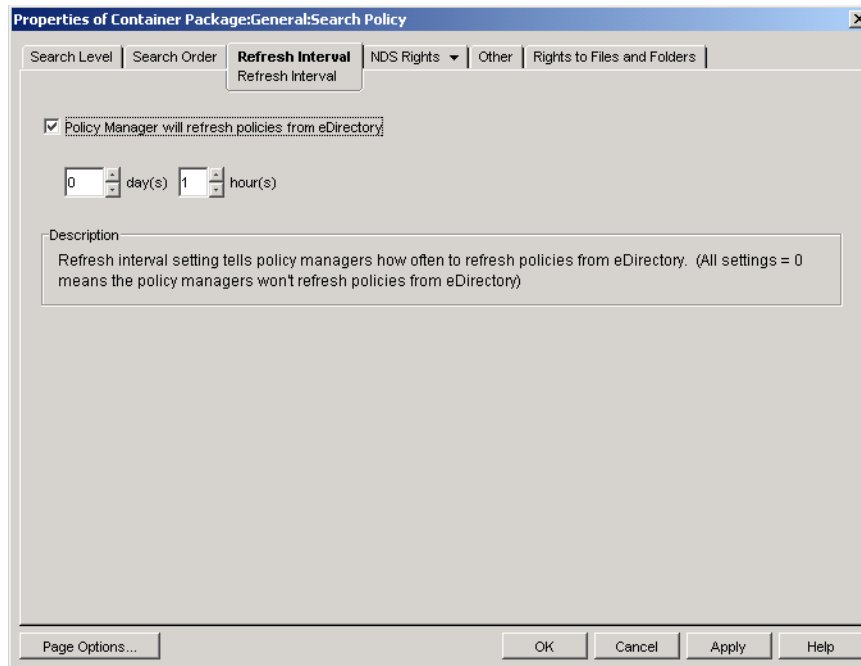 Properties of Container Package:General:Search Policy
Search Level Search Order Refresh Interval NDS Rights Other Rights to Files and Folders
Refresh Interval
Policy Manager will refresh policies from eDirectory
0 day(s) 1 hour(s)
Description
Refresh interval setting tells policy managers how often to refresh policies from eDirectory. (All settings = 0
means the policy managers won't refresh policies from eDirectory)
Page Options... OK Cancel Apply Help